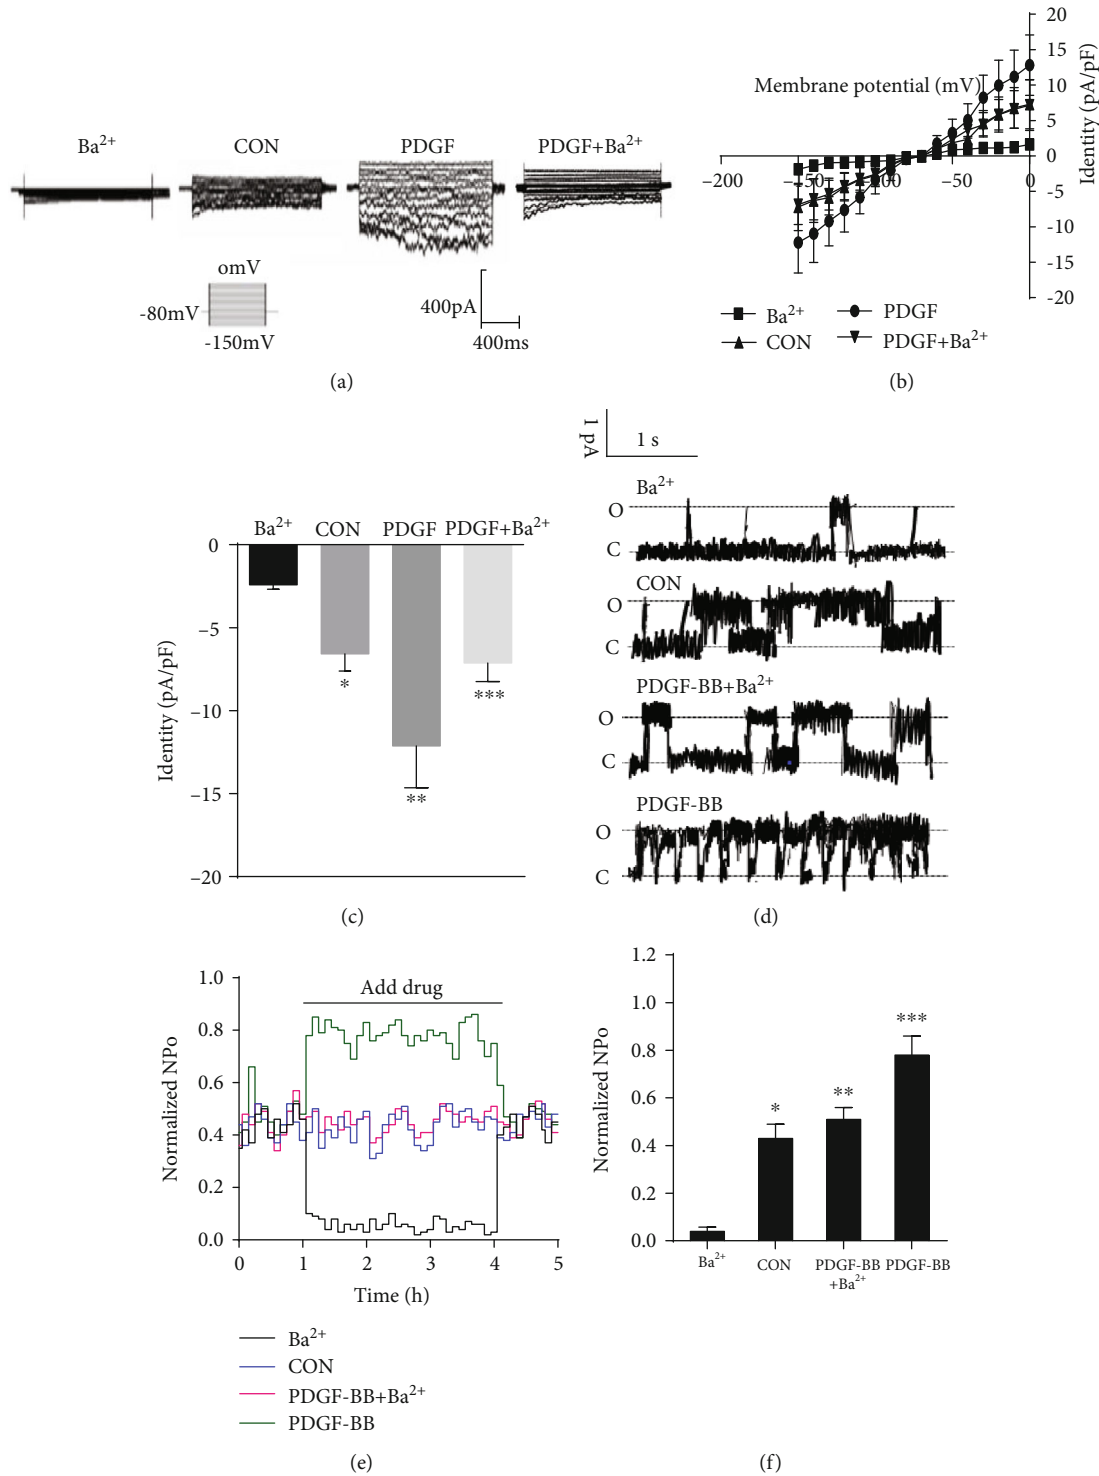 Ba²⁺ CON PDGF PDGF+Ba²⁺
omV
-80mV
-150mV
400pA
400ms
(a)
20
15
10
5
0
−5
-10
-15
-20
Identity (pA/pF)
Membrane potential (mV)
−200 −150 −100 −50 0
Ba²⁺ PDGF
CON PDGF+Ba²⁺
(b)
Ba²⁺ CON PDGF PDGF+Ba²⁺
0
−5
−10
−15
−20
Identity (pA/pF)
* ** ***
(c)
1 pA
1 s
Ba²⁺
O
C
CON
O
C
PDGF-BB+Ba²⁺
O
C
PDGF-BB
O
C
(d)
1.0
0.8
0.6
0.4
0.2
0.0
Normalized NPo
Add drug
0 1 2 3 4 5
Time (h)
Ba²⁺
CON
PDGF-BB+Ba²⁺
PDGF-BB
(e)
1.2
1.0
0.8
0.6
0.4
0.2
0.0
Normalized NPo
* ** ***
Ba²⁺ CON PDGF-BB PDGF-BB
+Ba²⁺
(f)